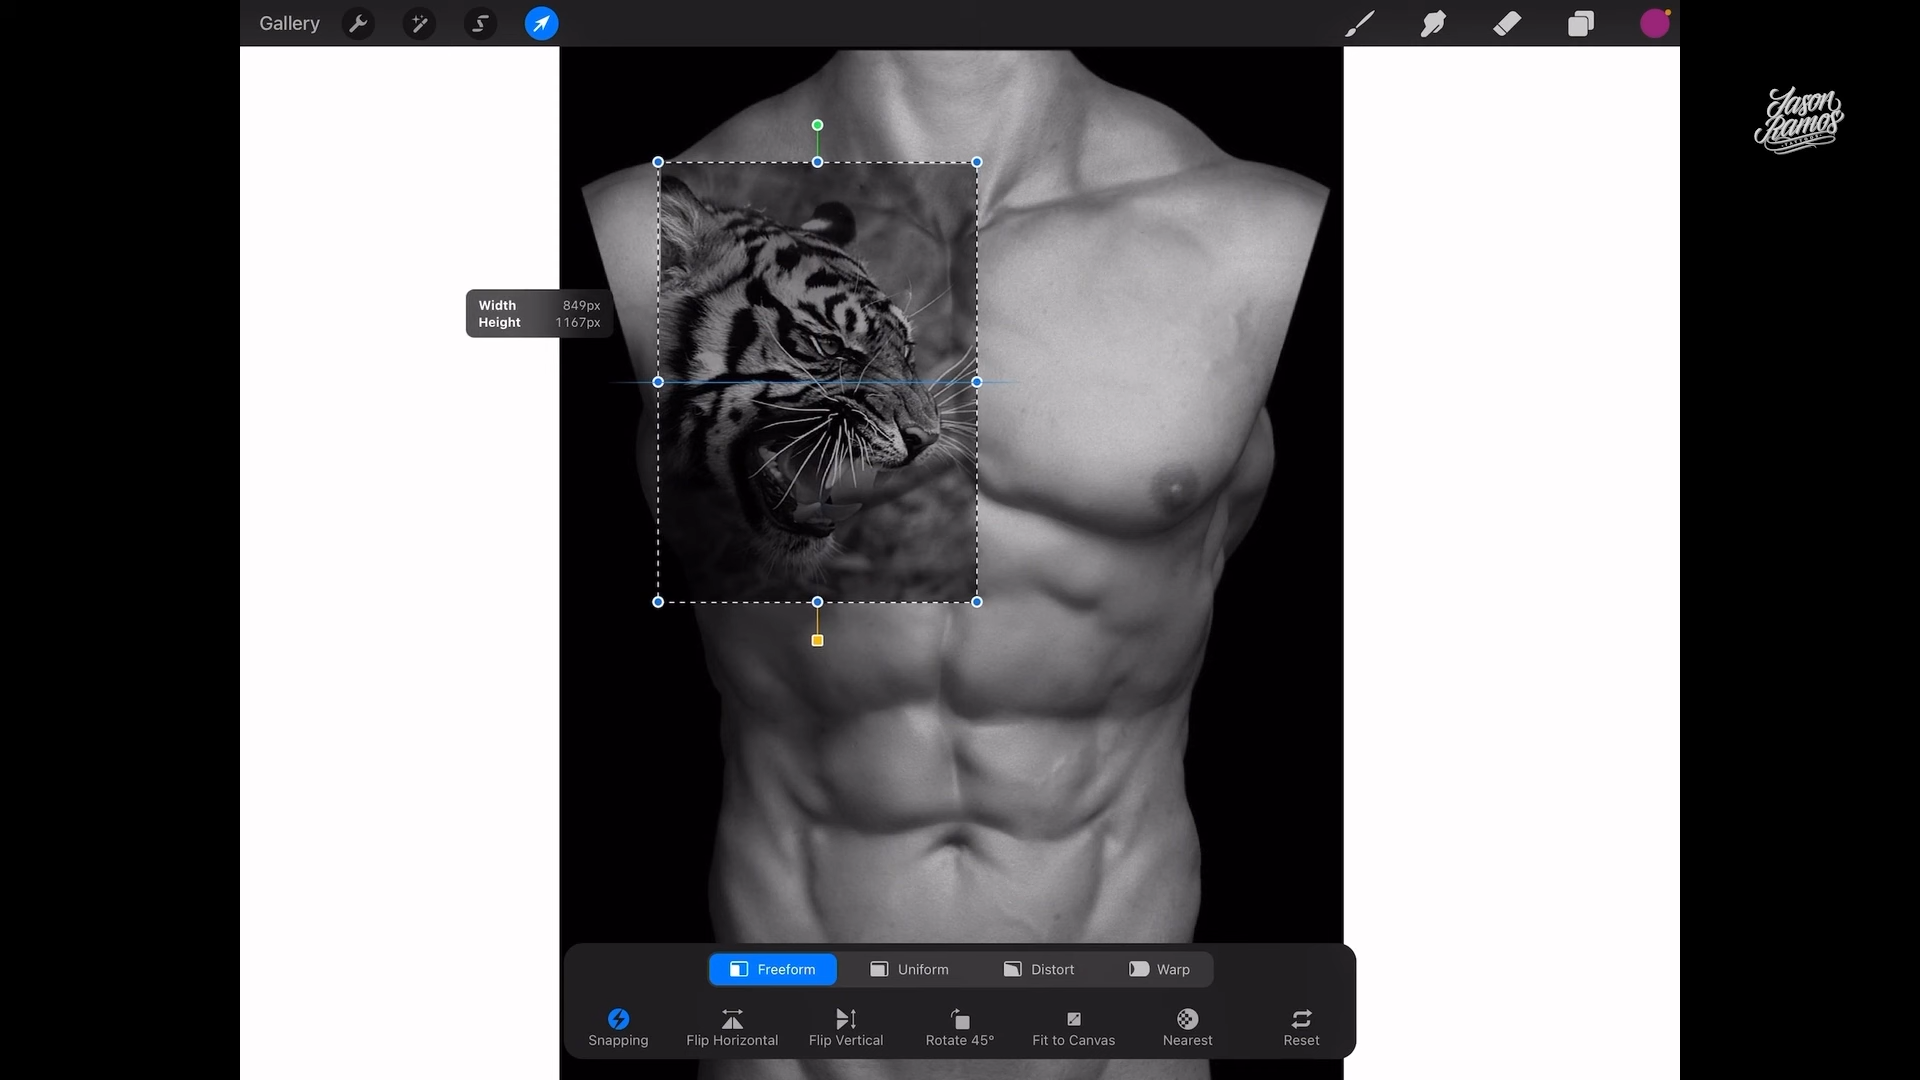 Gallery
Jason
Ramos
Width 849px
Height 1167px
Freeform Uniform Distort Warp
Snapping Flip Horizontal Flip Vertical Rotate 45° Fit to Canvas Nearest Reset